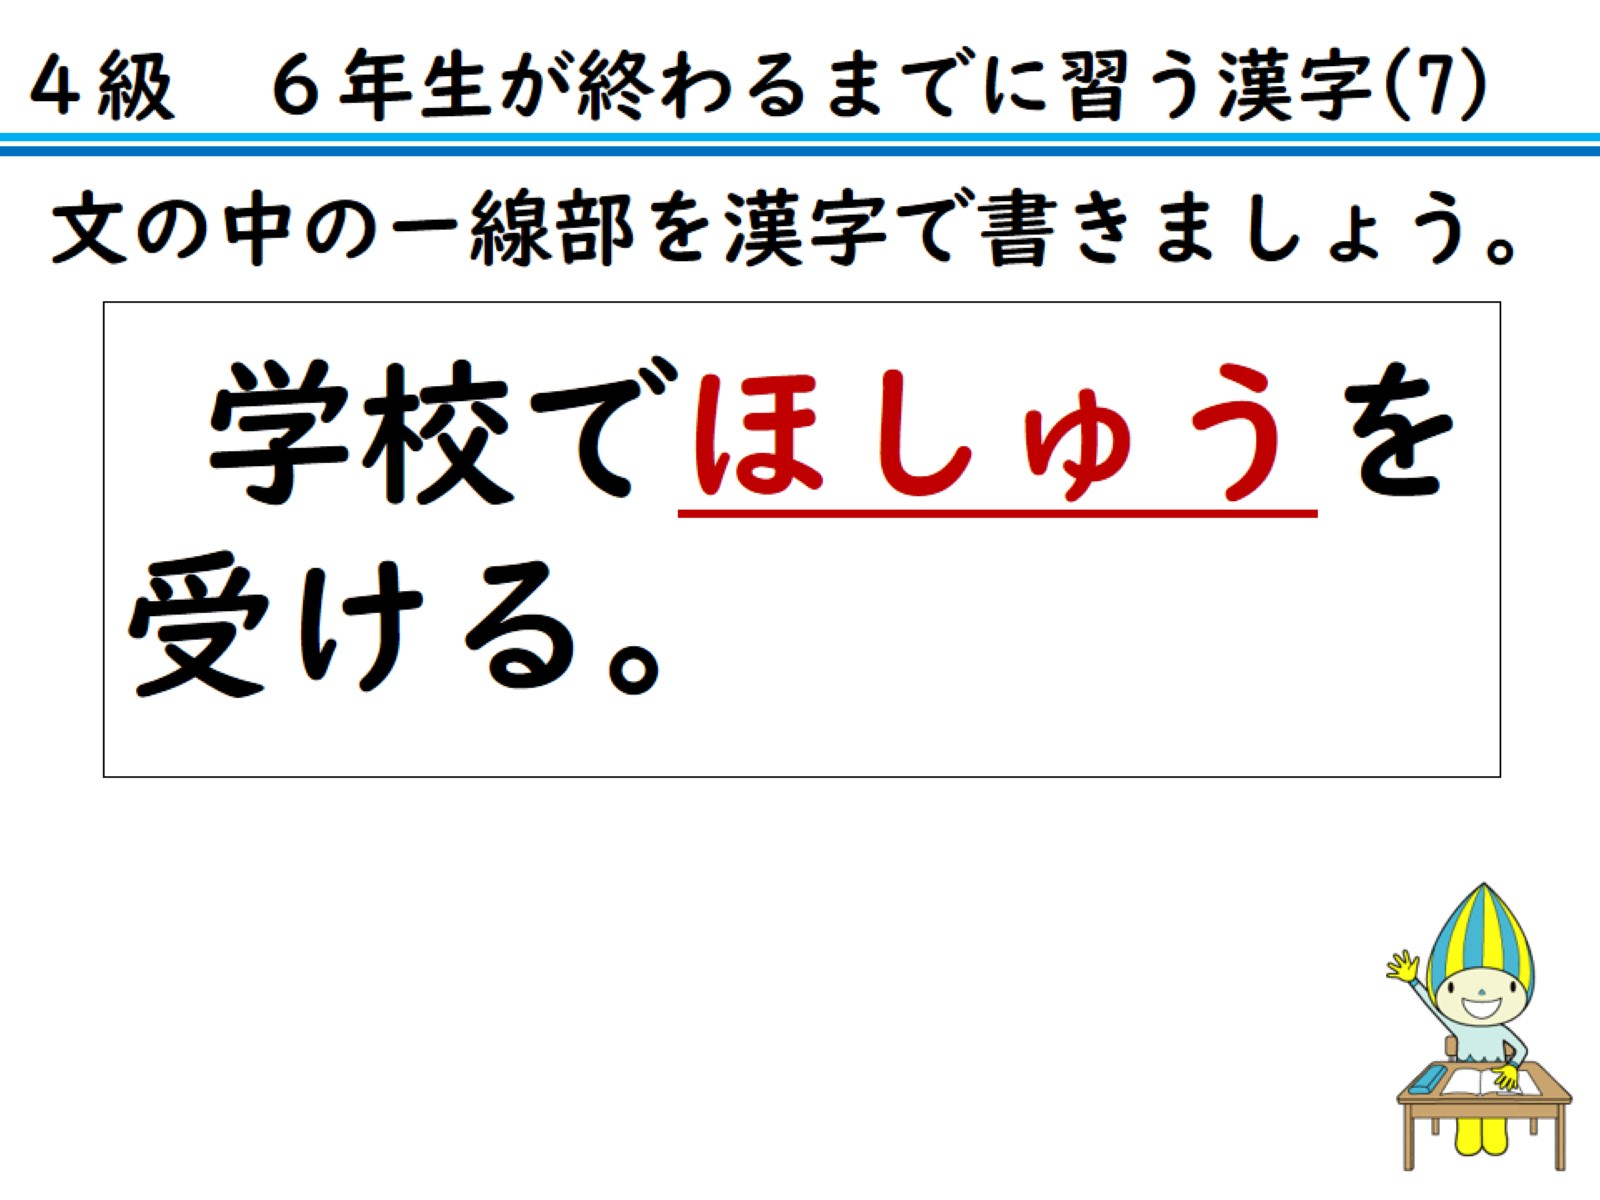 ４級　６年生が終わるまでに習う漢字(7)
文の中の一線部を漢字で書きましょう。
学校でほしゅうを
受ける。